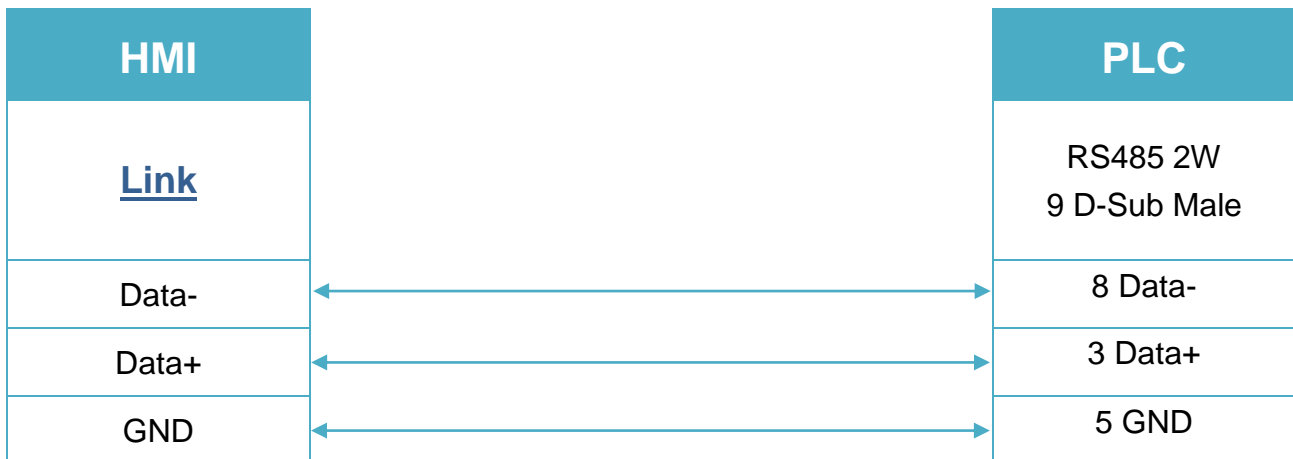 HMI
PLC
Link
RS485 2W
9 D-Sub Male
Data-
8 Data-
Data+
3 Data+
GND
5 GND